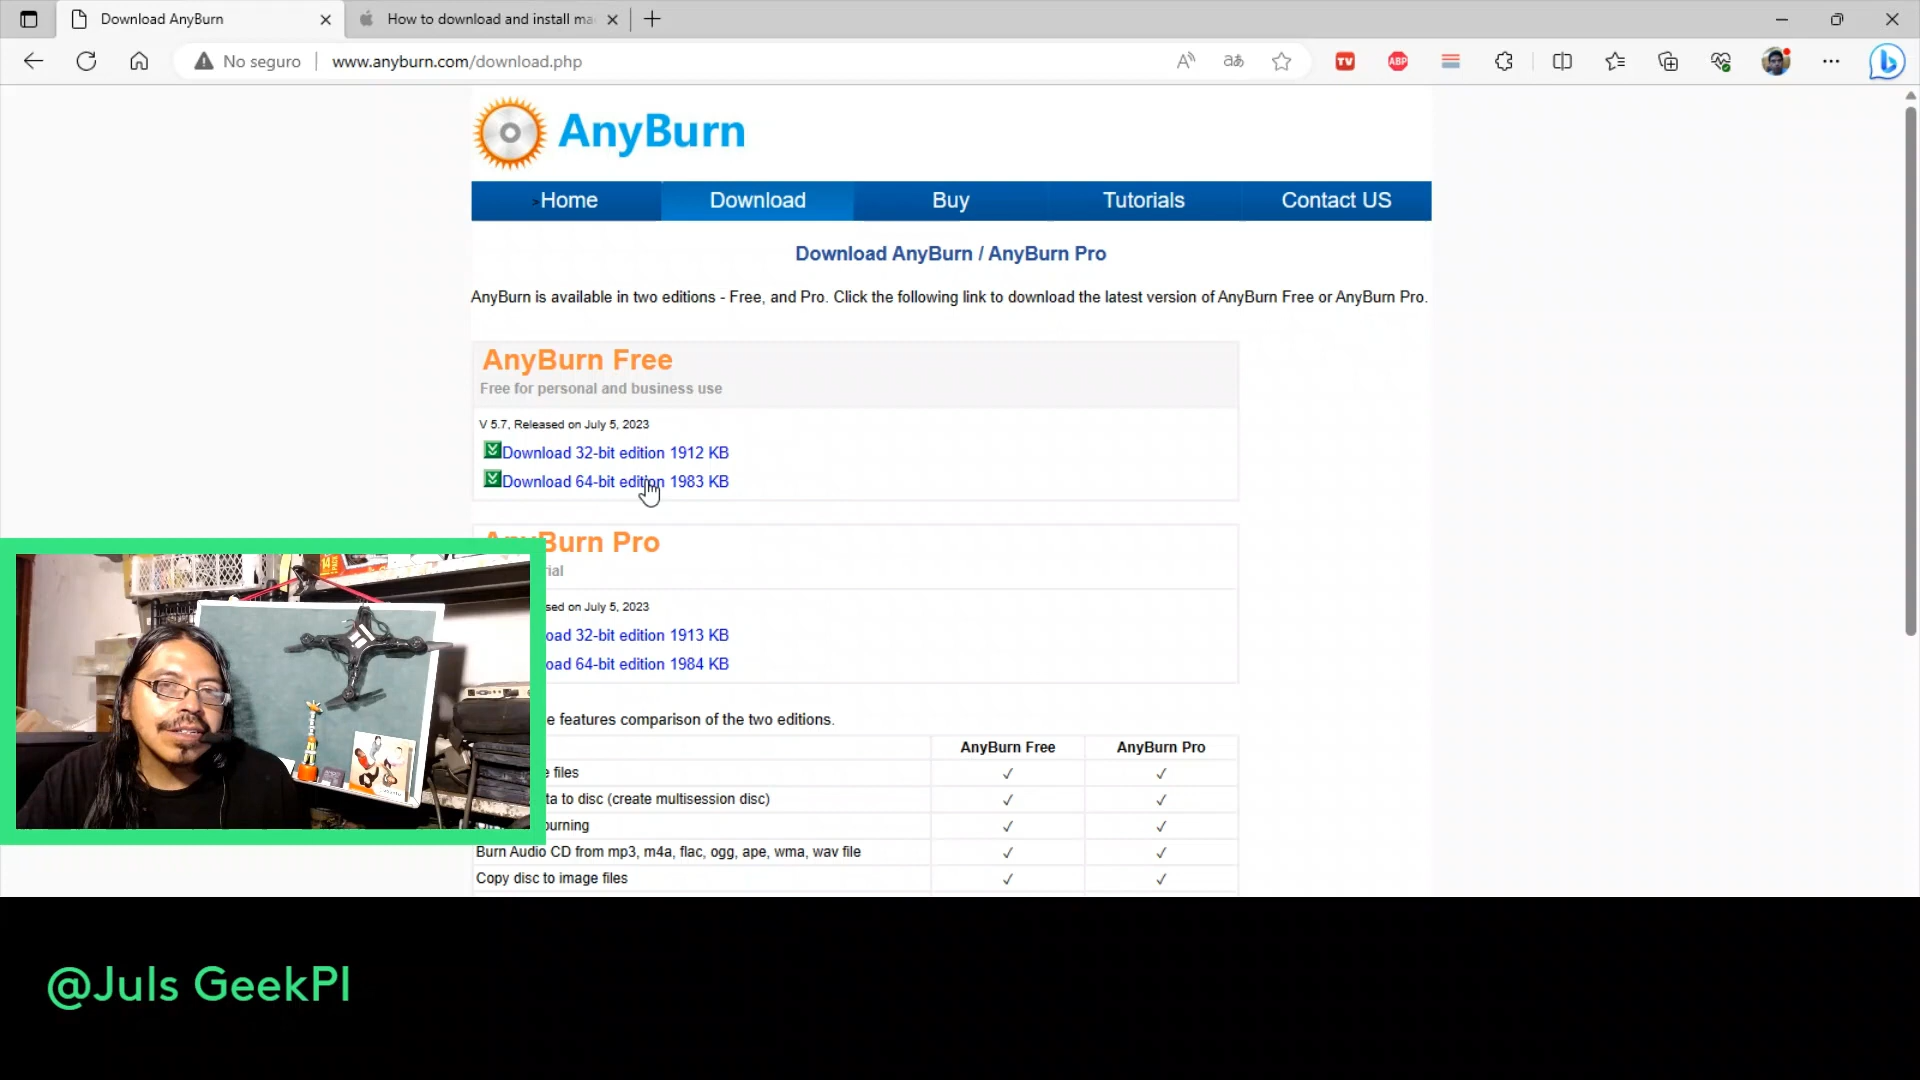 Download AnyBurn
How to download and install ma
No seguro
www.anyburn.com/download.php
TV
ABP
AnyBurn
Home
Download
Buy
Tutorials
Contact US
Download AnyBurn / AnyBurn Pro
AnyBurn is available in two editions - Free, and Pro. Click the following link to download the latest version of AnyBurn Free or AnyBurn Pro.
AnyBurn Free
Free for personal and business use
V 5.7, Released on July 5, 2023
Download 32-bit edition 1912 KB
Download 64-bit edition 1983 KB
AnyBurn Pro
ial
sed on July 5, 2023
oad 32-bit edition 1913 KB
oad 64-bit edition 1984 KB
e features comparison of the two editions.
AnyBurn Free
AnyBurn Pro
e files
ta to disc (create multisession disc)
burning
Burn Audio CD from mp3, m4a, flac, ogg, ape, wma, wav file
Copy disc to image files
@Juls GeekPI